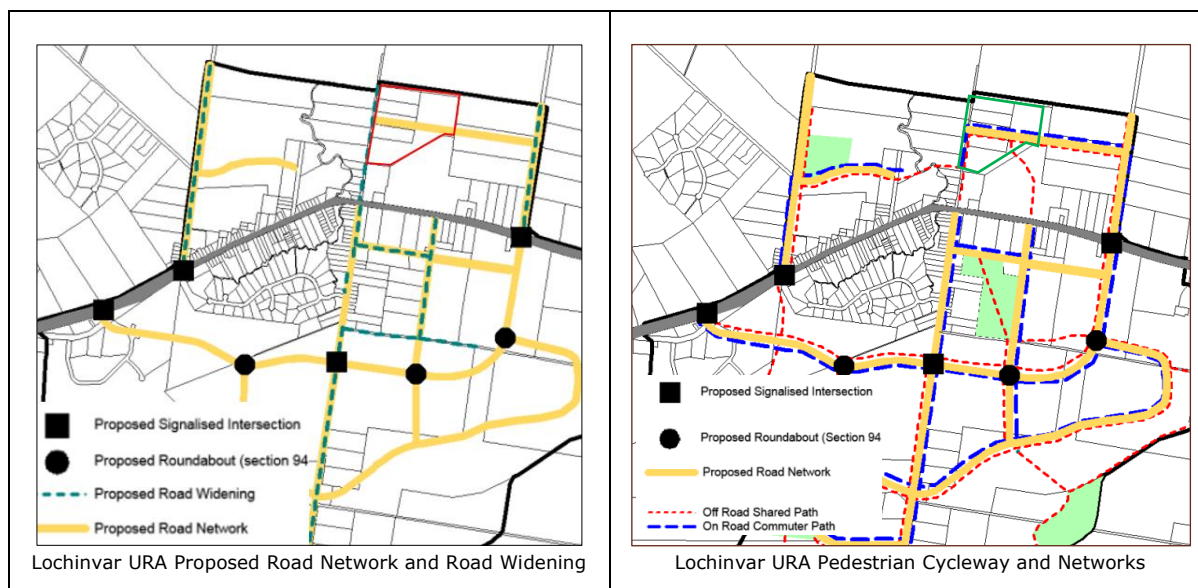 Proposed Signalised Intersection
Proposed Roundabout (section 94
Proposed Road Widening
Proposed Road Network
Lochinvar URA Proposed Road Network and Road Widening
Proposed Signalised Intersection
Proposed Roundabout (Section 94
Proposed Road Network
Off Road Shared Path
On Road Commuter Path
Lochinvar URA Pedestrian Cycleway and Networks